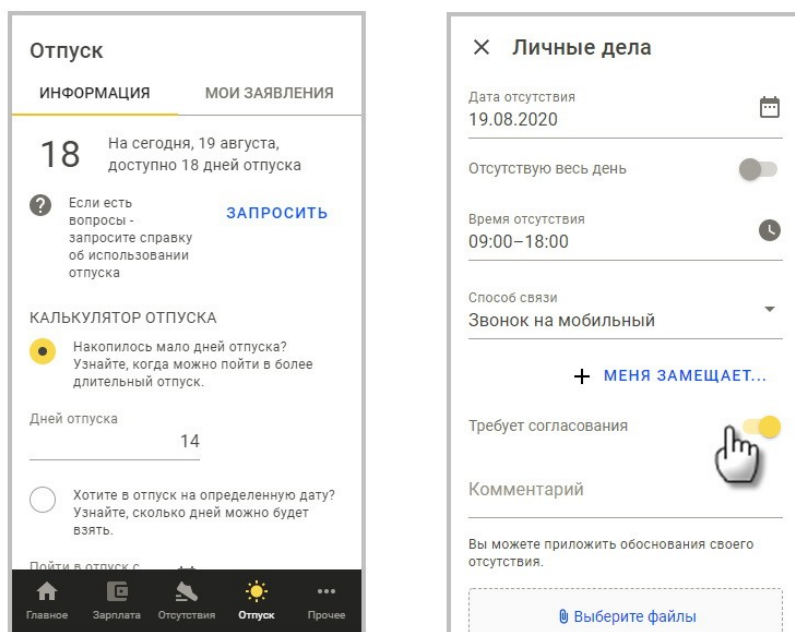 Отпуск
ИНФОРМАЦИЯ МОИ ЗАЯВЛЕНИЯ
18
На сегодня, 19 августа,
доступно 18 дней отпуска
?
Если есть
вопросы -
запросите справку
об использовании
отпуска
ЗАПРОСИТЬ
КАЛЬКУЛЯТОР ОТПУСКА
Накопилось мало дней отпуска?
Узнайте, когда можно пойти в более
длительный отпуск.
Дней отпуска
14
Хотите в отпуск на определенную дату?
Узнайте, сколько дней можно будет
взять.
Пойти в отпуск с
Главное Зарплата Отсутствия Отпуск Прочее
Личные дела
Дата отсутствия
19.08.2020
Отсутствую весь день
Время отсутствия
09:00–18:00
Способ связи
Звонок на мобильный
+ МЕНЯ ЗАМЕЩАЕТ...
Требует согласования
Комментарий
Вы можете приложить обоснования своего
отсутствия.
Выберите файлы